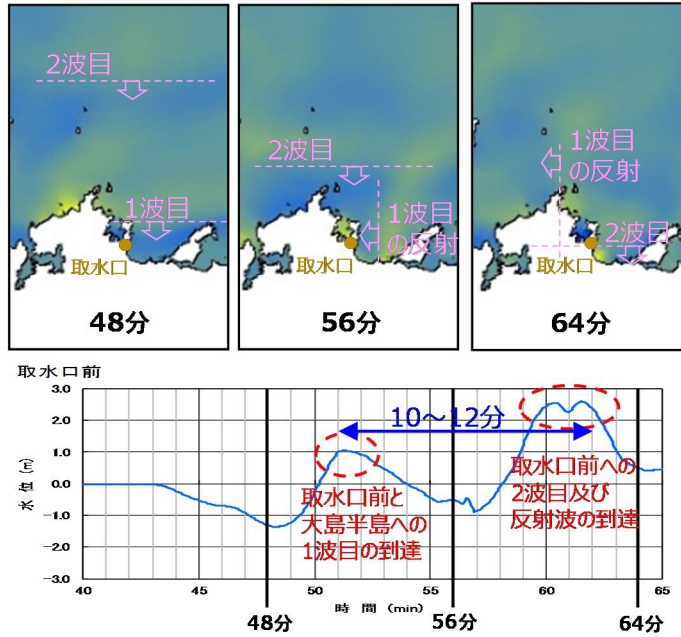 2波目
1波目
取水口
48分
2波目
1波目
の反射
取水口
56分
1波目
の反射
2波目
取水口
64分
取水口前
3.0
2.0
1.0
0.0
-1.0
-2.0
-3.0
水位(m)
10～12分
取水口前と
大島半島への
1波目の到達
取水口前への
2波目及び
反射波の到達
40
45
50
55
60
65
時間(min)
48分
56分
64分